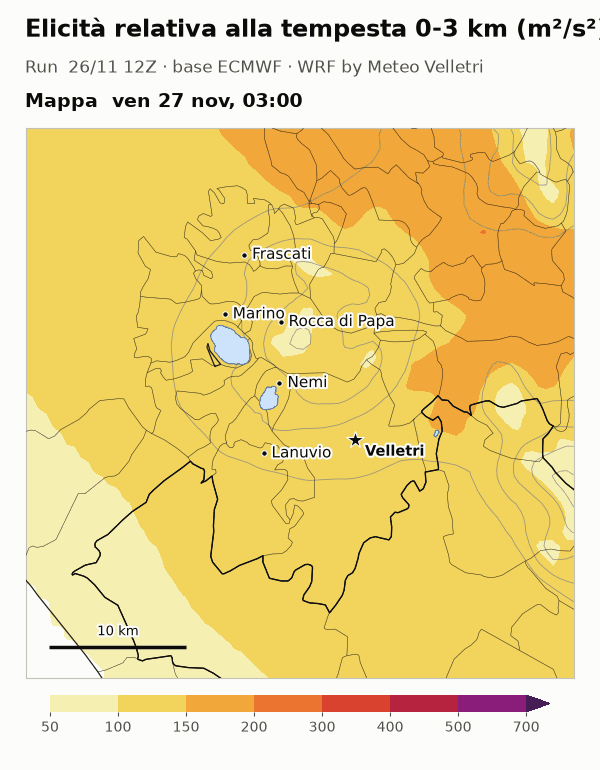 Elicità relativa alla tempesta 0-3 km (m²/s²)
Run  26/11 12Z · base ECMWF · WRF by Meteo Velletri
Mappa  ven 27 nov, 03:00
Frascati
Marino
Rocca di Papa
Nemi
Velletri
Lanuvio
10 km
50 100 150 200 300 400 500 700